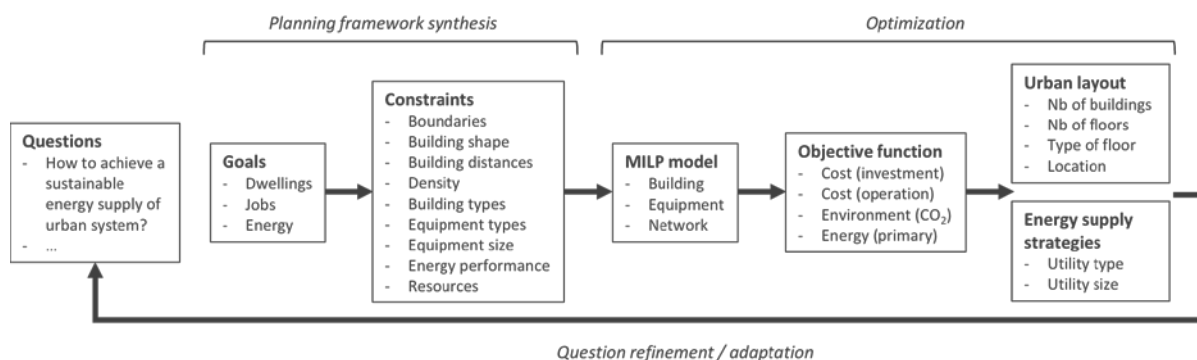 Planning framework synthesis
Optimization
Questions
- How to achieve a
sustainable
energy supply of
urban system?
- ...
Goals
- Dwellings
- Jobs
- Energy
Constraints
- Boundaries
- Building shape
- Building distances
- Density
- Building types
- Equipment types
- Equipment size
- Energy performance
- Resources
MILP model
- Building
- Equipment
- Network
Objective function
- Cost (investment)
- Cost (operation)
- Environment (CO₂)
- Energy (primary)
Urban layout
- Nb of buildings
- Nb of floors
- Type of floor
- Location
Energy supply
strategies
- Utility type
- Utility size
Question refinement / adaptation